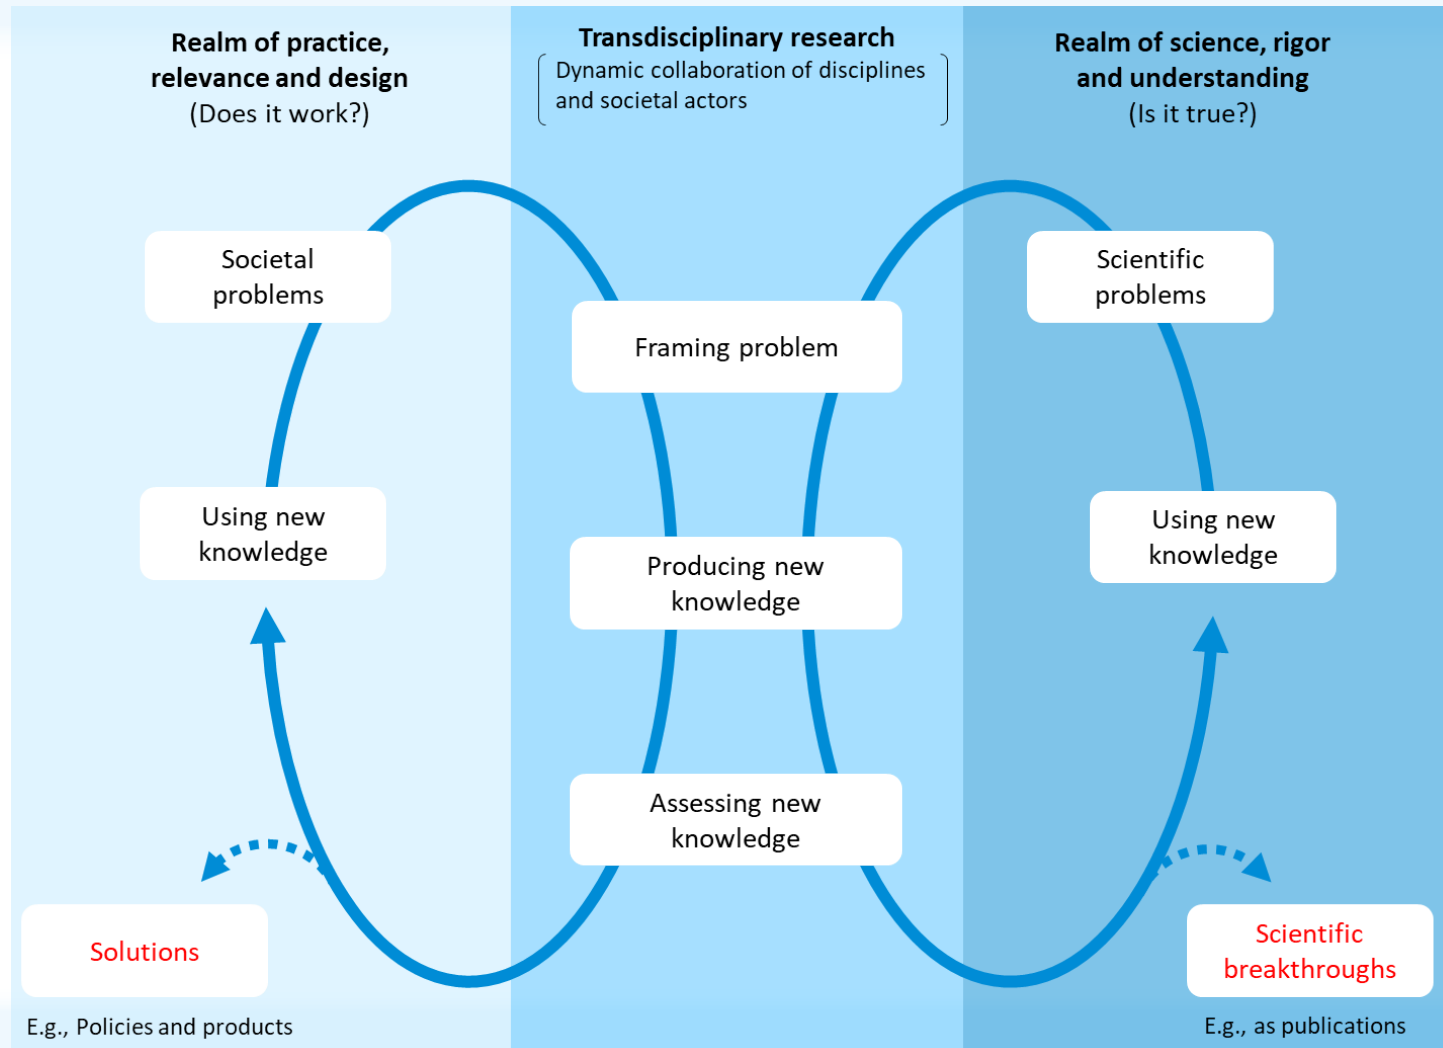 Realm of practice,
relevance and design
(Does it work?)
Transdisciplinary research
Dynamic collaboration of disciplines
and societal actors
Realm of science, rigor
and understanding
(Is it true?)
Societal
problems
Scientific
problems
Framing problem
Using new
knowledge
Producing new
knowledge
Using new
knowledge
Assessing new
knowledge
Solutions
E.g., Policies and products
Scientific
breakthroughs
E.g., as publications